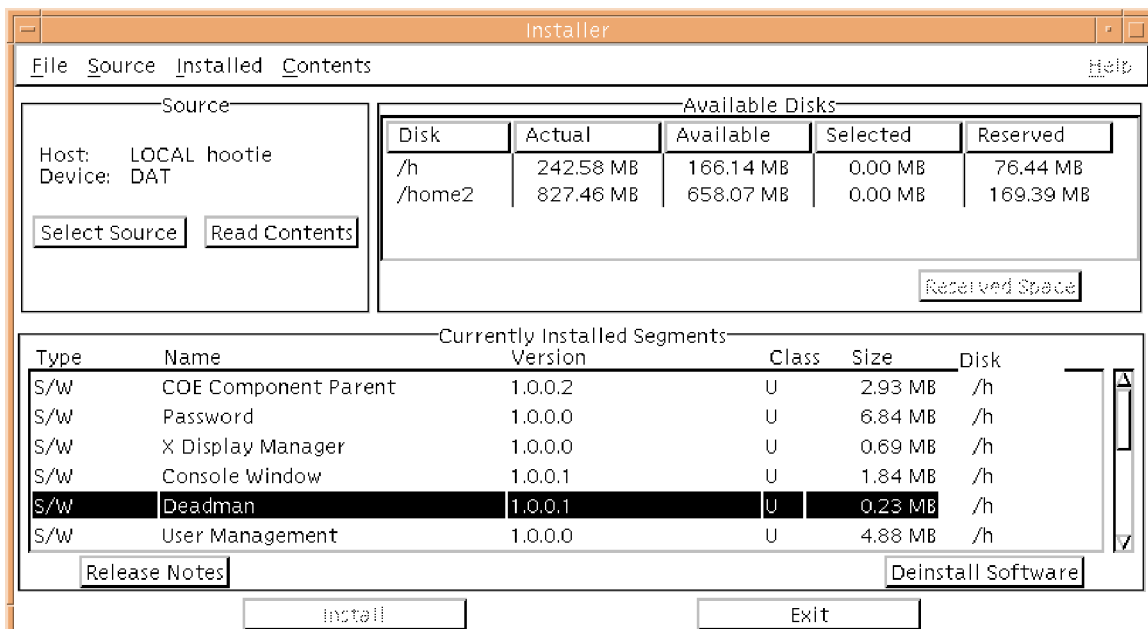 Installer
File Source Installed Contents Help
Source
Host: LOCAL hootie
Device: DAT
Select Source Read Contents
Available Disks
Disk Actual Available Selected Reserved
/h 242.58 MB 166.14 MB 0.00 MB 76.44 MB
/home2 827.46 MB 658.07 MB 0.00 MB 169.39 MB
Reserved Space
Currently Installed Segments
Type Name Version Class Size Disk
S/W COE Component Parent 1.0.0.2 U 2.93 MB /h
S/W Password 1.0.0.0 U 6.84 MB /h
S/W X Display Manager 1.0.0.0 U 0.69 MB /h
S/W Console Window 1.0.0.1 U 1.84 MB /h
S/W Deadman 1.0.0.1 U 0.23 MB /h
S/W User Management 1.0.0.0 U 4.88 MB /h
Release Notes Deinstall Software
Install Exit